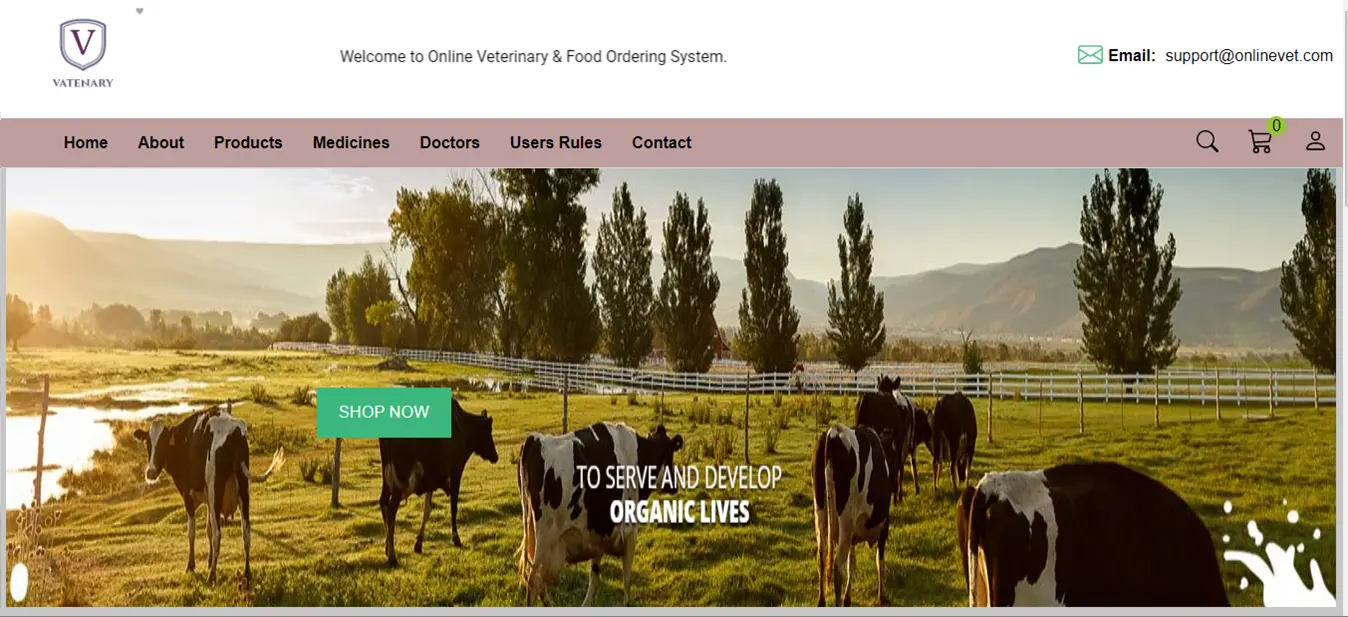 V
VATENARY
Welcome to Online Veterinary & Food Ordering System.
Email: support@onlinevet.com
Home About Products Medicines Doctors Users Rules Contact
0
SHOP NOW
TO SERVE AND DEVELOP
ORGANIC LIVES